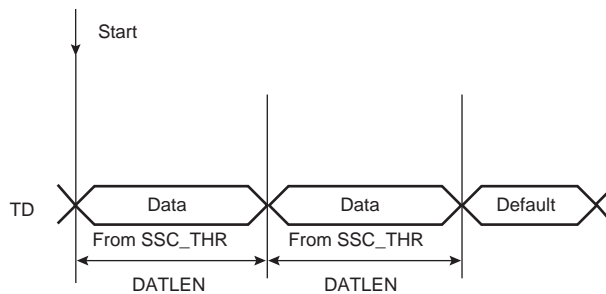 Start
TD
Data
Data
Default
From SSC_THR
From SSC_THR
DATLEN
DATLEN